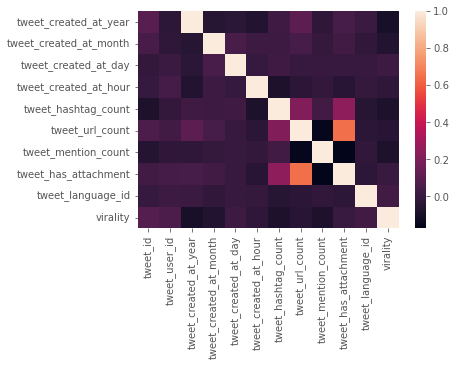 tweet_created_at_year
tweet_created_at_month
tweet_created_at_day
tweet_created_at_hour
tweet_hashtag_count
tweet_url_count
tweet_mention_count
tweet_has_attachment
tweet_language_id
virality
tweet_id
tweet_user_id
tweet_created_at_year
tweet_created_at_month
tweet_created_at_day
tweet_created_at_hour
tweet_hashtag_count
tweet_url_count
tweet_mention_count
tweet_has_attachment
tweet_language_id
virality
1.0
0.8
0.6
0.4
0.2
0.0